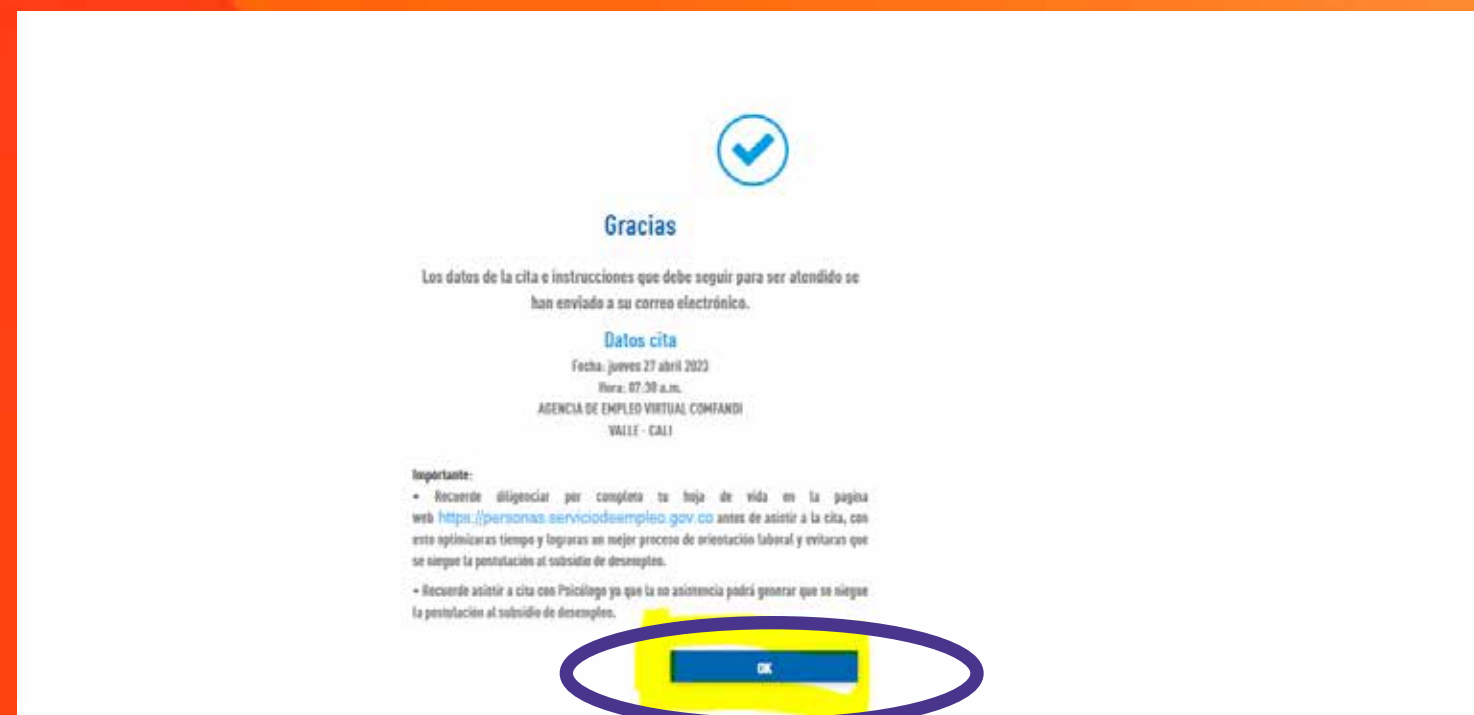 Gracias
Los datos de la cita e instrucciones que debe seguir para ser atendido se
han enviado a su correo electrónico.
Datos cita
Fecha: jueves 27 abril 2023
Hora: 07:30 a.m.
AGENCIA DE EMPLEO VIRTUAL COMFANDI
VALLE - CALI
Importante:
• Recuerde diligenciar por completo tu hoja de vida en la pagina
web https://personas.serviciodeempleo.gov.co antes de asistir a la cita, con
esto optimizaras tiempo y lograras un mejor proceso de orientación laboral y evitaras que
se niegue la postulación al subsidio de desempleo.
• Recuerde asistir a cita con Psicólogo ya que la no asistencia podrá generar que se niegue
la postulación al subsidio de desempleo.
OK